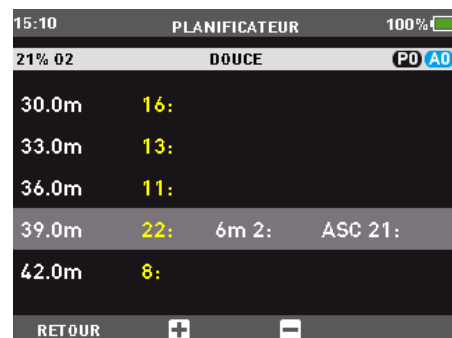 15:10 PLANIFICATEUR 100%
21% O2 DOUCE P0 A0
30.0m 16:
33.0m 13:
36.0m 11:
39.0m 22: 6m 2: ASC 21:
42.0m 8:
RETOUR + −